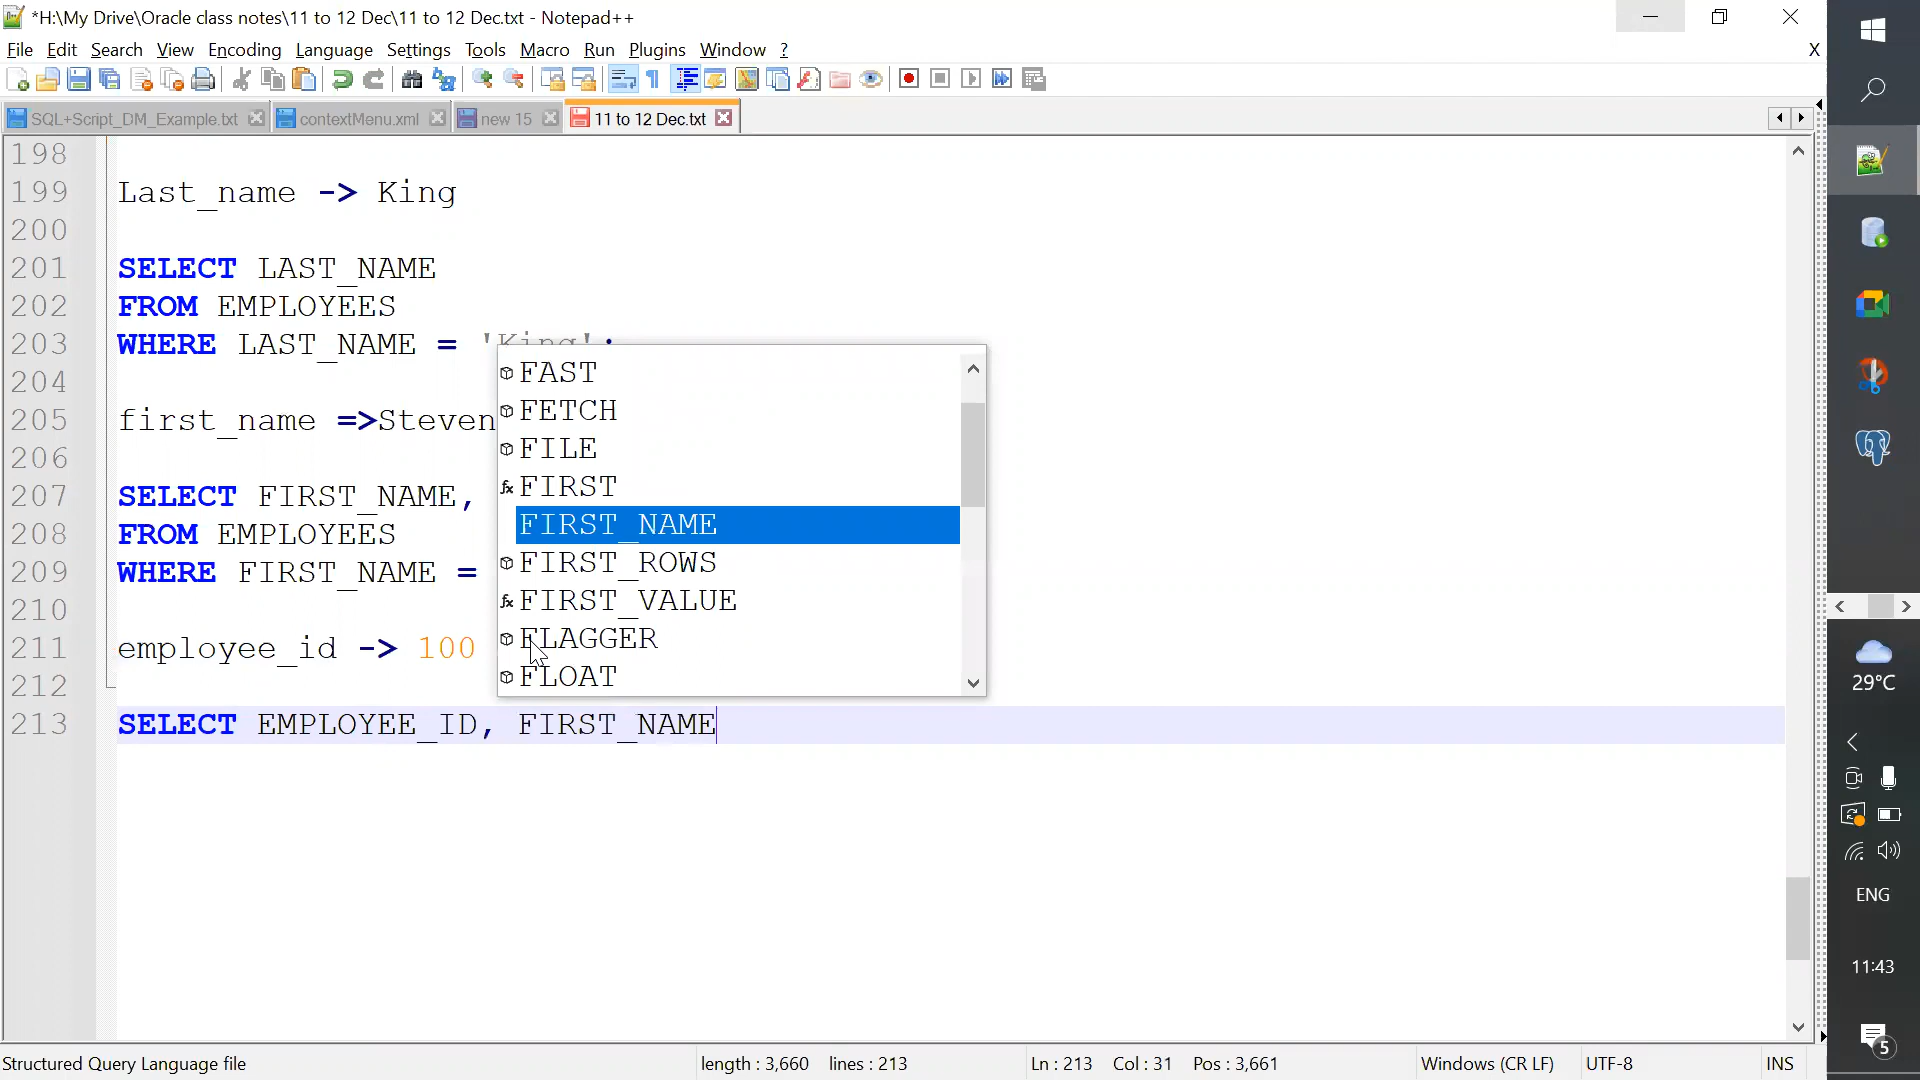 *H:\My Drive\Oracle class notes\11 to 12 Dec\11 to 12 Dec.txt - Notepad++
File Edit Search View Encoding Language Settings Tools Macro Run Plugins Window ? X
SQL+Script_DM_Example.txt contextMenu.xml new 15 11 to 12 Dec.txt
198
199 Last_name -> King
200
201 SELECT LAST_NAME
202 FROM EMPLOYEES
203 WHERE LAST_NAME = 'King';
204
205 first_name =>Steven
206
207 SELECT FIRST_NAME,
208 FROM EMPLOYEES
209 WHERE FIRST_NAME =
210
211 employee_id -> 100
212
213 SELECT EMPLOYEE_ID, FIRST_NAME
FAST
FETCH
FILE
FIRST
FIRST_NAME
FIRST_ROWS
FIRST_VALUE
FLAGGER
FLOAT
Structured Query Language file length : 3,660 lines : 213 Ln : 213 Col : 31 Pos : 3,661 Windows (CR LF) UTF-8 INS
29°C
ENG
11:43
5